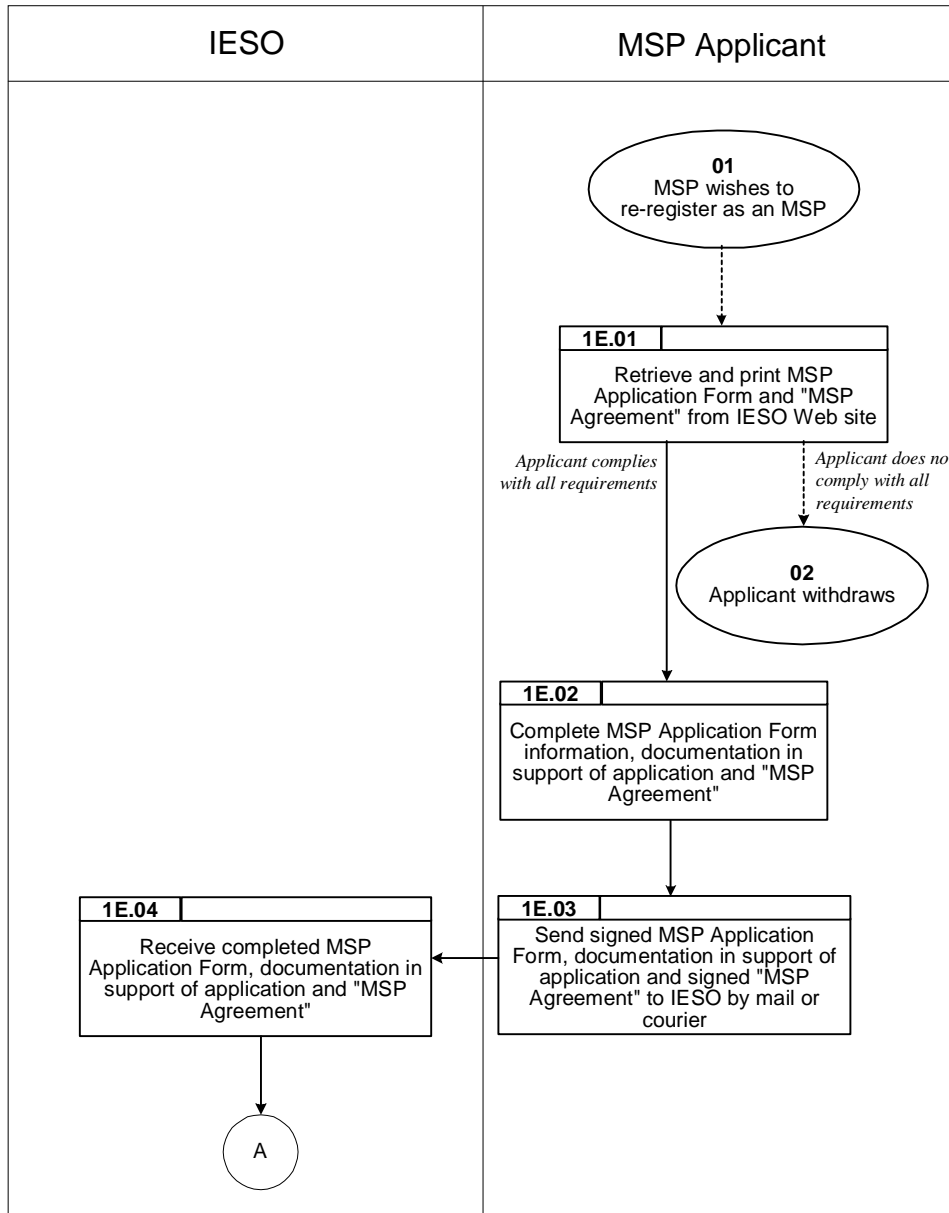 IESO
MSP Applicant
01
MSP wishes to
re-register as an MSP
1E.01
Retrieve and print MSP
Application Form and "MSP
Agreement" from IESO Web site
Applicant complies
with all requirements
Applicant does no
comply with all
requirements
02
Applicant withdraws
1E.02
Complete MSP Application Form
information, documentation in
support of application and "MSP
Agreement"
1E.03
Send signed MSP Application
Form, documentation in support of
application and signed "MSP
Agreement" to IESO by mail or
courier
1E.04
Receive completed MSP
Application Form, documentation in
support of application and "MSP
Agreement"
A